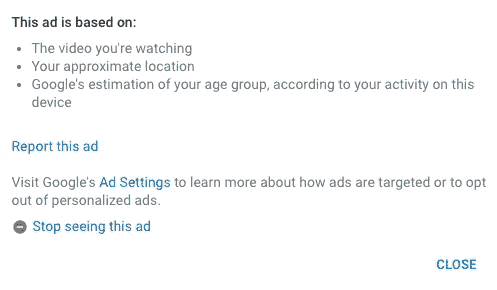 This ad is based on:
• The video you're watching
• Your approximate location
• Google's estimation of your age group, according to your activity on this
device
Report this ad
Visit Google's Ad Settings to learn more about how ads are targeted or to opt
out of personalized ads.
Stop seeing this ad
CLOSE